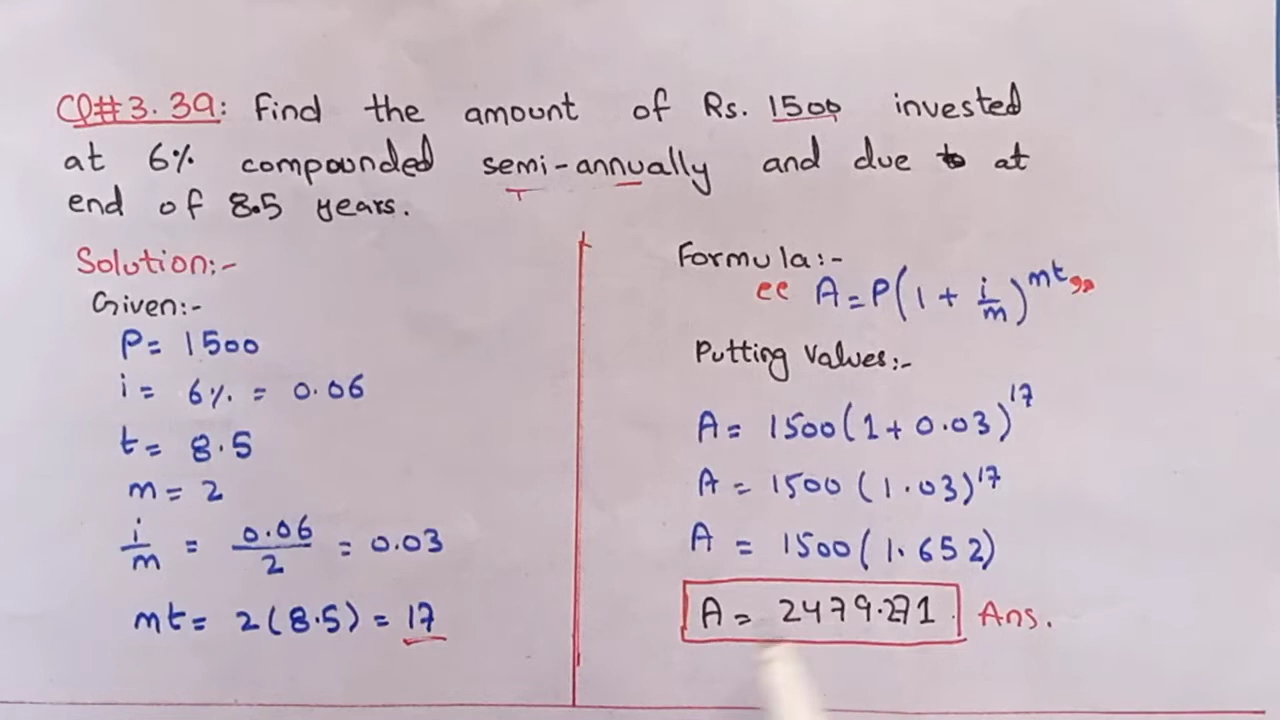 Q#3.39: Find the amount of Rs. 1500 invested
at 6% compounded semi-annually and due to at
end of 8.5 years.
Solution:-
Given:-
P = 1500
i = 6% = 0.06
t = 8.5
m = 2
i/m = 0.06/2 = 0.03
mt = 2(8.5) = 17
Formula:-
“ A = P(1 + i/m)^mt ”
Putting Values:-
A = 1500(1 + 0.03)^17
A = 1500(1.03)^17
A = 1500(1.652)
A = 2479.271 Ans.